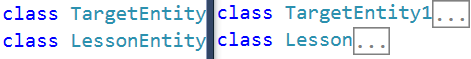 class TargetEntity
class LessonEntity
class TargetEntity1...
class Lesson...